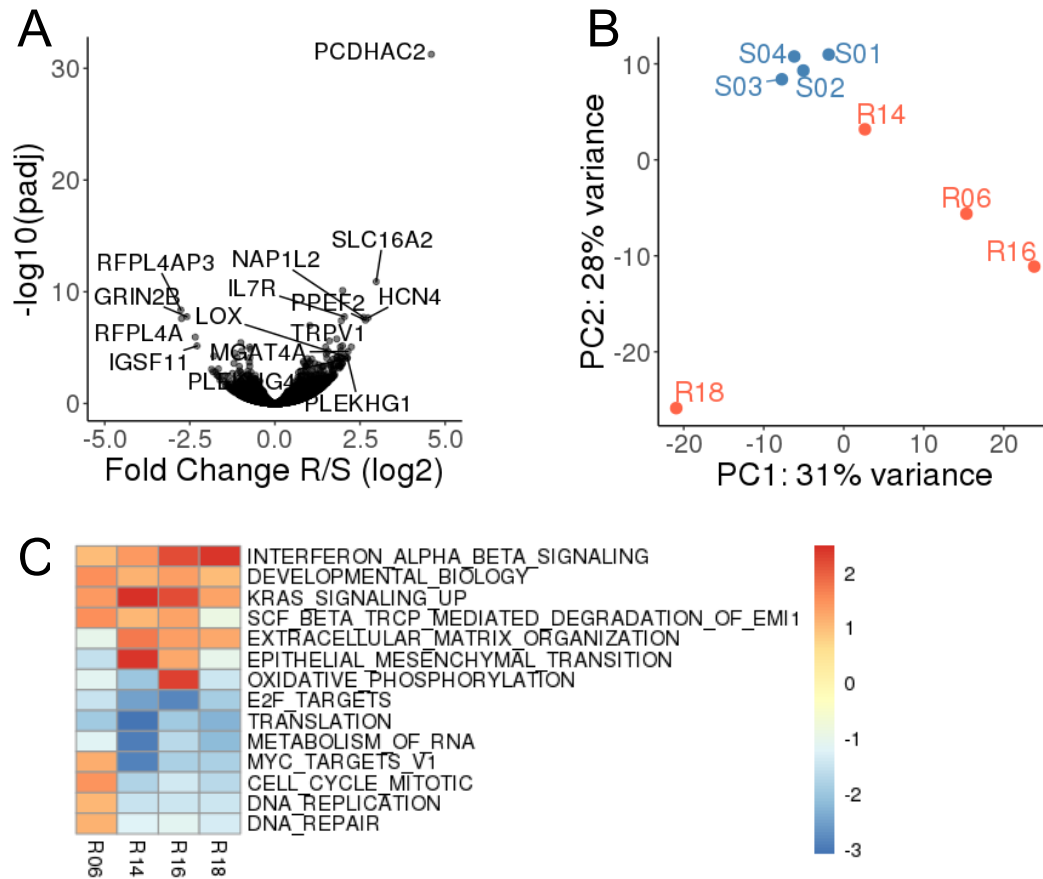 A
-log10(padj)
30
20
10
0
PCDHAC2
SLC16A2
NAP1L2
RFPL4AP3
IL7R
GRIN2B
PPEF2
HCN4
LOX
RFPL4A
TRPV1
MGAT4A
IGSF11
PLEKHG4
PLEKHG1
-5.0 -2.5 0.0 2.5 5.0
Fold Change R/S (log2)
B
PC2: 28% variance
10
0
-10
-20
S04
S01
S03
S02
R14
R06
R16
R18
-20 -10 0 10 20
PC1: 31% variance
C
INTERFERON_ALPHA_BETA_SIGNALING
DEVELOPMENTAL_BIOLOGY
KRAS_SIGNALING_UP
SCF_BETA_TRCP_MEDIATED_DEGRADATION_OF_EMI1
EXTRACELLULAR_MATRIX_ORGANIZATION
EPITHELIAL_MESENCHYMAL_TRANSITION
OXIDATIVE_PHOSPHORYLATION
E2F_TARGETS
TRANSLATION
METABOLISM_OF_RNA
MYC_TARGETS_V1
CELL_CYCLE_MITOTIC
DNA_REPLICATION
DNA_REPAIR
R06 R14 R16 R18
2
1
0
-1
-2
-3